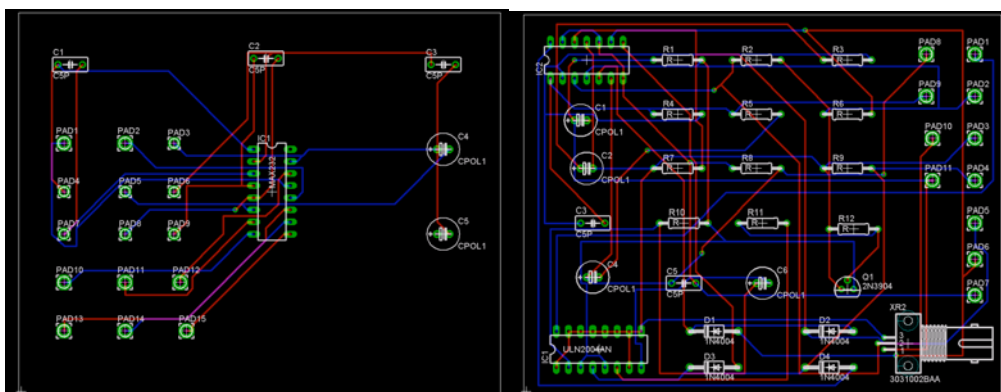 C1
C5P
C2
C5P
C3
C5P
PAD1
PAD2
PAD3
IC1
MAX232
C4
CPOL1
PAD4
PAD5
PAD6
PAD7
PAD8
PAD9
C5
CPOL1
PAD10
PAD11
PAD12
PAD13
PAD14
PAD15
IC2
R1
R2
R3
PAD8
PAD1
R
R
R
PAD9
PAD2
C1
CPOL1
R4
R5
R6
R
R
R
PAD10
PAD3
C2
CPOL1
R7
R8
R9
R
R
R
PAD11
PAD4
C3
C5P
R10
R11
R12
R
R
R
PAD5
PAD6
C4
CPOL1
C5
C5P
C6
CPOL1
Q1
2N3904
PAD7
IC1
ULN2004AN
D1
1N4004
D2
1N4004
D3
1N4004
D4
1N4004
XR2
3
2
1
3031002BAA